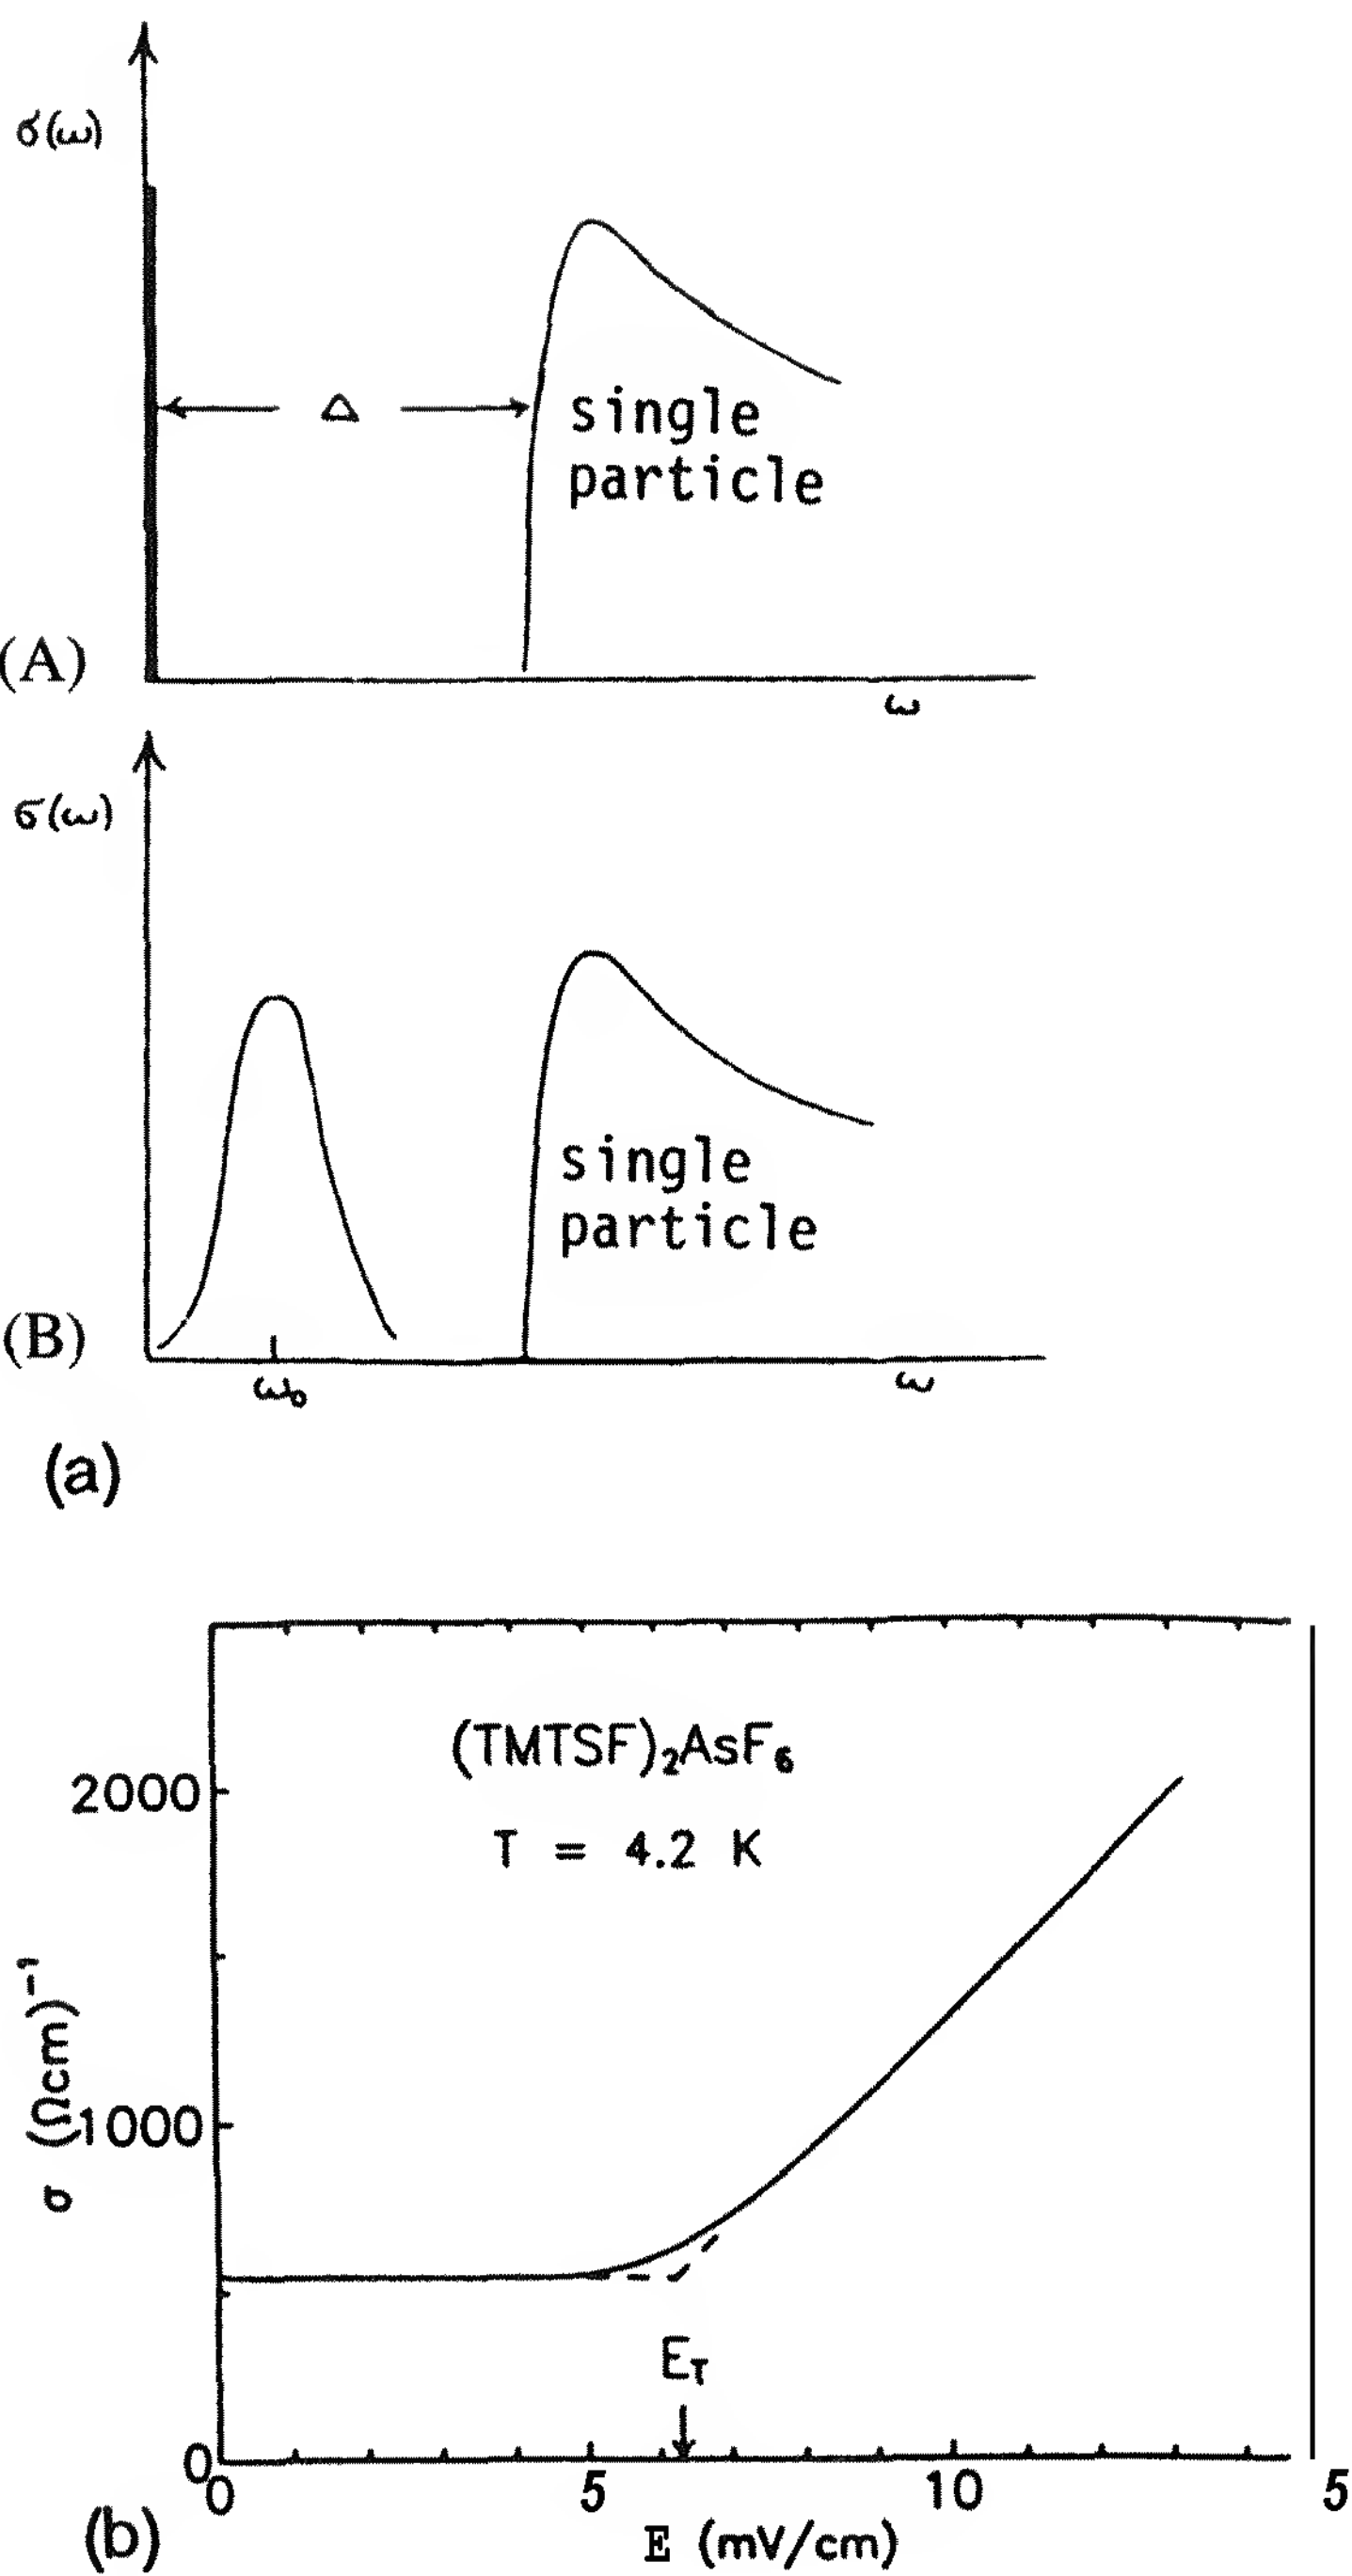 σ(ω)
Δ
single
particle
(A)
ω
σ(ω)
single
particle
(B)
ω₀
ω
(a)
(TMTSF)₂AsF₆
T = 4.2 K
2000
1000
0
σ (Ωcm)⁻¹
E_T
0
5
10
5
E (mV/cm)
(b)